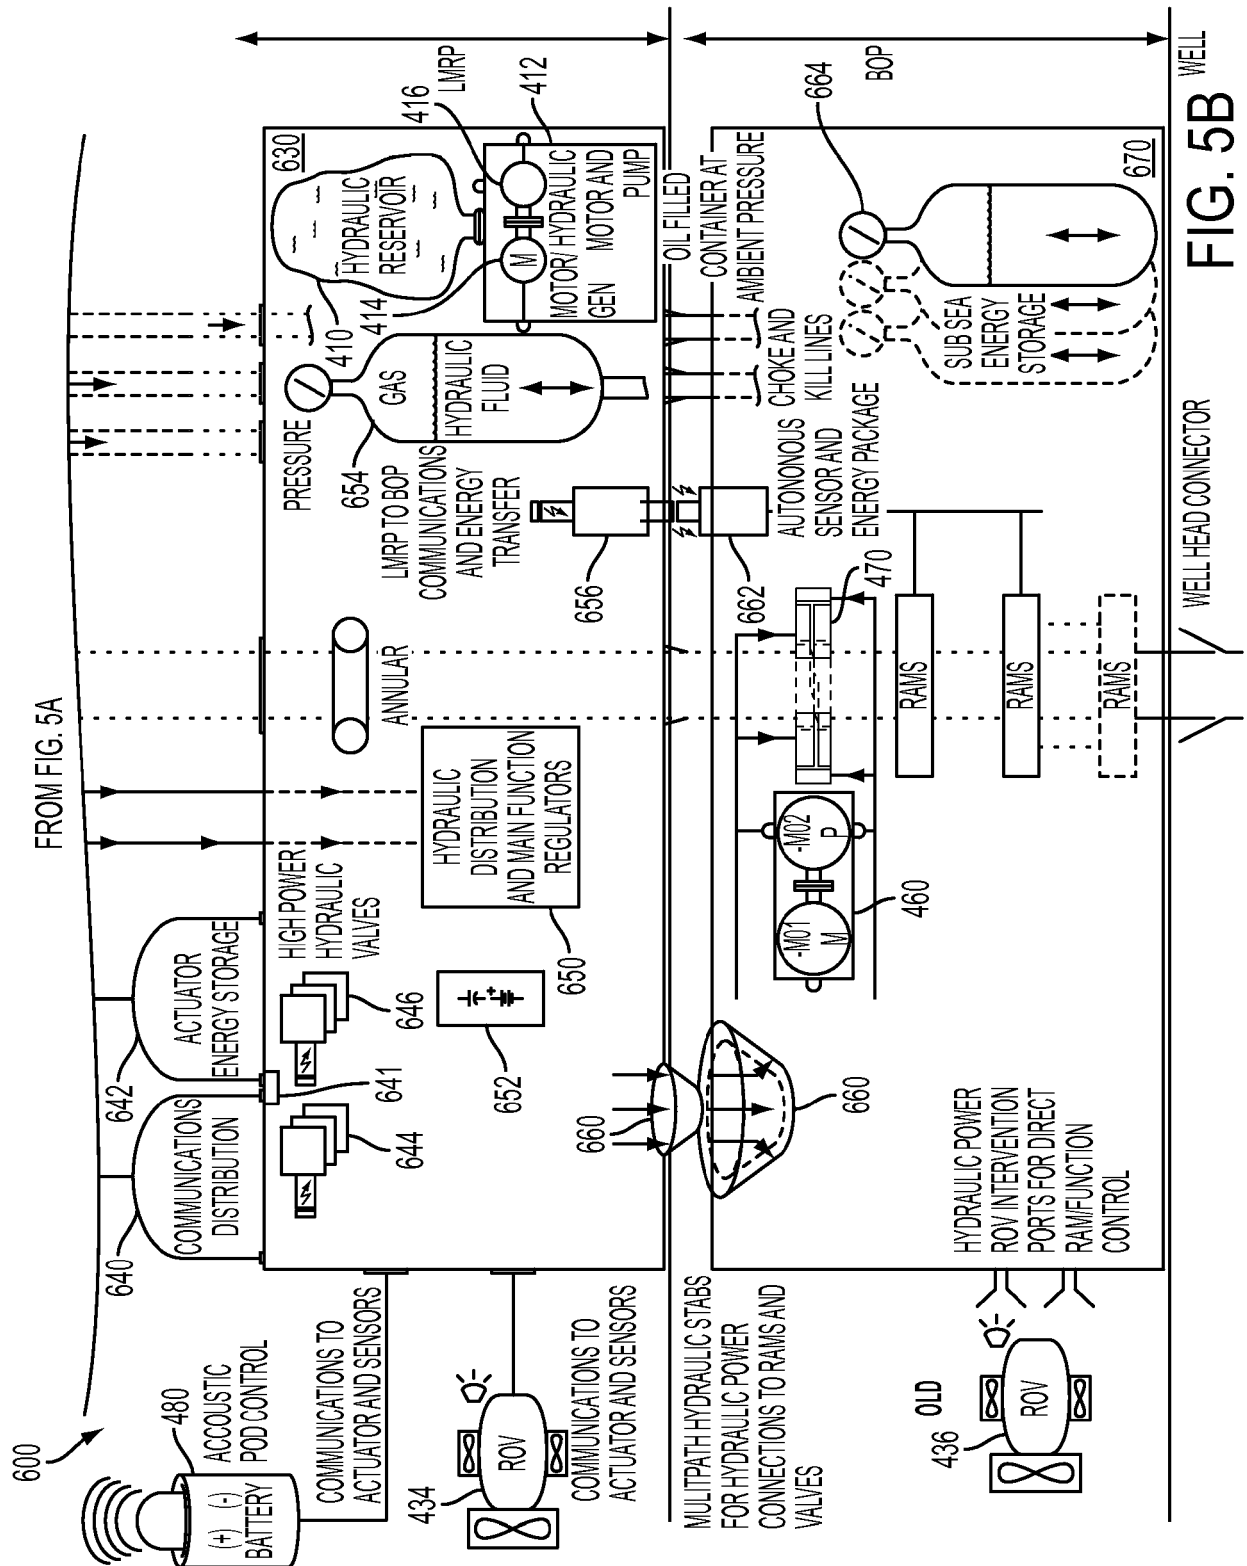 FROM FIG. 5A
600
480
ACCOUSTIC
POD CONTROL
(+) (-)
BATTERY
640
COMMUNICATIONS
DISTRIBUTION
642
ACTUATOR
ENERGY STORAGE
641
COMMUNICATIONS TO
ACTUATOR AND SENSORS
434
ROV
COMMUNICATIONS TO
ACTUATOR AND SENSORS
644
646
HIGH POWER
HYDRAULIC
VALVES
652
650
HYDRAULIC
DISTRIBUTION
AND MAIN FUNCTION
REGULATORS
ANNULAR
PRESSURE
654
GAS
HYDRAULIC
FLUID
LMRP TO BOP
COMMUNICATIONS
AND ENERGY
TRANSFER
656
630
HYDRAULIC
RESERVOIR
410
414
M
416
412
MOTOR/ HYDRAULIC
GEN MOTOR AND
PUMP
LMRP
OIL FILLED
CONTAINER AT
AMBIENT PRESSURE
CHOKE AND
KILL LINES
660
660
MULITPATH HYDRAULIC STABS
FOR HYDRAULIC POWER
CONNECTIONS TO RAMS AND
VALVES
662
AUTONONOUS
SENSOR AND
ENERGY PACKAGE
470
-M01
M
-M02
P
460
RAMS
RAMS
RAMS
664
SUB SEA
ENERGY
STORAGE
670
BOP
HYDRAULIC POWER
ROV INTERVENTION
PORTS FOR DIRECT
RAM/FUNCTION
CONTROL
OLD
ROV
436
WELL HEAD CONNECTOR
WELL
FIG. 5B